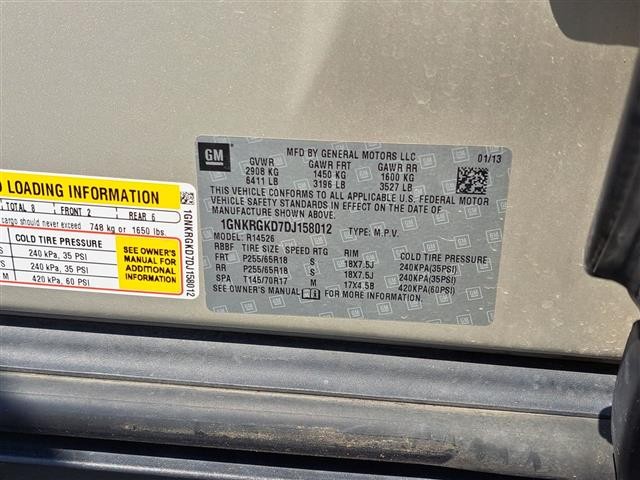 D LOADING INFORMATION
TOTAL 8 FRONT 2 REAR 6
cargo should never exceed 748 kg or 1650 lbs.
COLD TIRE PRESSURE
240 kPa, 35 PSI
240 kPa, 35 PSI
M 420 kPa, 60 PSI
SEE OWNER'S
MANUAL FOR
ADDITIONAL
INFORMATION
1GNKRGKD7DJ158012
GM
MFD BY GENERAL MOTORS LLC 01/13
GVWR GAWR FRT GAWR RR
2908 KG 1450 KG 1600 KG
6411 LB 3196 LB 3527 LB
THIS VEHICLE CONFORMS TO ALL APPLICABLE U.S. FEDERAL MOTOR
VEHICLE SAFETY STANDARDS IN EFFECT ON THE DATE OF
MANUFACTURE SHOWN ABOVE.
1GNKRGKD7DJ158012 TYPE: M.P.V.
MODEL: R14526
RBBF TIRE SIZE SPEED RTG RIM COLD TIRE PRESSURE
FRT P255/65R18 S 18X7.5J 240KPA(35PSI)
RR P255/65R18 S 18X7.5J 240KPA(35PSI)
SPA T145/70R17 M 17X4.5B 420KPA(60PSI)
SEE OWNER'S MANUAL FOR MORE INFORMATION.